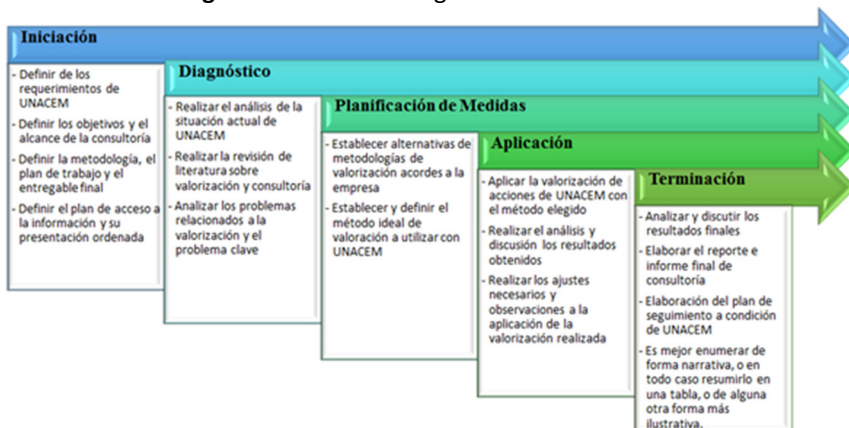 Iniciación
- Definir de los
requerimientos de
UNACEM
- Definir los objetivos y el
alcance de la consultoría
- Definir la metodología, el
plan de trabajo y el
entregable final
- Definir el plan de acceso a
la información y su
presentación ordenada
Diagnóstico
- Realizar el análisis de la
situación actual de
UNACEM
- Realizar la revisión de
literatura sobre
valorización y consultoría
- Analizar los problemas
relacionados a la
valorización y el
problema clave
Planificación de Medidas
- Establecer alternativas de
metodologías de
valorización acordes a la
empresa
- Establecer y definir el
método ideal de
valoración a utilizar con
UNACEM
Aplicación
- Aplicar la valorización de
acciones de UNACEM con
el método elegido
- Realizar el análisis y
discusión los resultados
obtenidos
- Realizar los ajustes
necesarios y
observaciones a la
aplicación de la
valorización realizada
Terminación
- Analizar y discutir los
resultados finales
- Elaborar el reporte e
informe final de
consultoría
- Elaboración del plan de
seguimiento a condición
de UNACEM
- Es mejor enumerar de
forma narrativa, o en
todo caso resumirlo en
una tabla, o de alguna
otra forma más
ilustrativa.